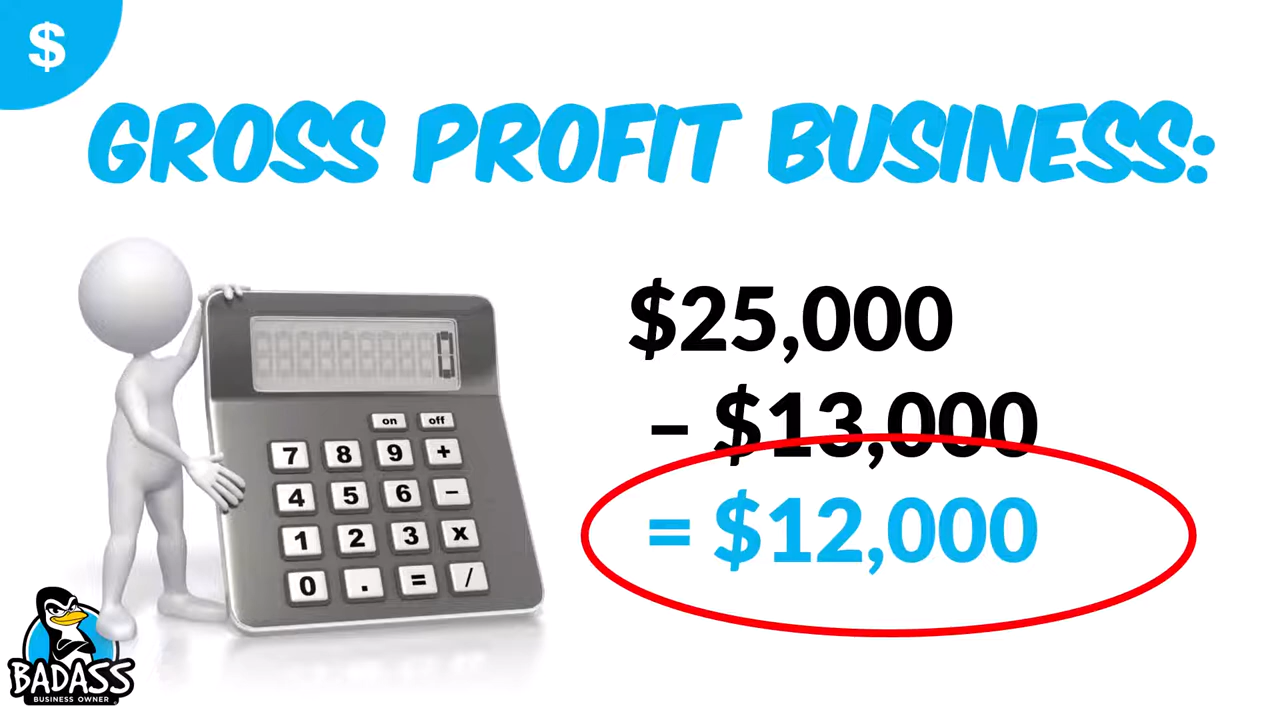 $
GROSS PROFIT BUSINESS:
$25,000
– $13,000
= $12,000
0
on off
7 8 9 +
4 5 6 –
1 2 3 x
0 . = /
BADASS
BUSINESS OWNER